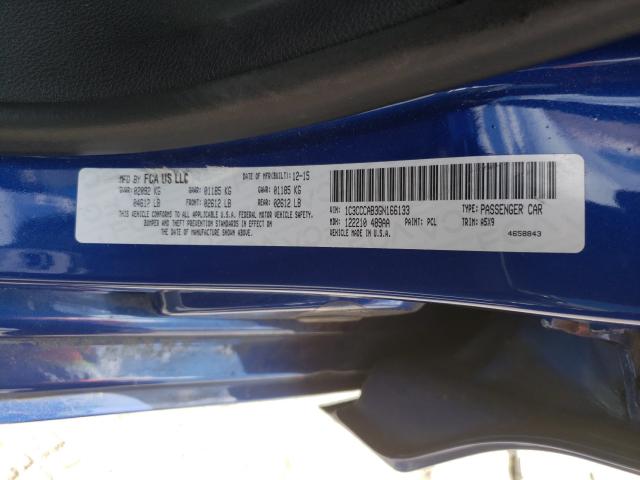 MFD BY FCA US LLC DATE OF MFR(BUILT): 12-15
GVWR: 02092 KG GAWR: 01185 KG GAWR: 01185 KG
04612 LB FRONT: 02612 LB REAR: 02612 LB
THIS VEHICLE CONFORMS TO ALL APPLICABLE U.S.A. FEDERAL MOTOR VEHICLE SAFETY,
BUMPER AND THEFT PREVENTION STANDARDS IN EFFECT ON
THE DATE OF MANUFACTURE SHOWN ABOVE.
VIN: 1C3CCCAB3GN166133 TYPE: PASSENGER CAR
MDH: 122210 489AA PAINT: PCL TRIM: A5X9
VEHICLE MADE IN U.S.A. 4658843